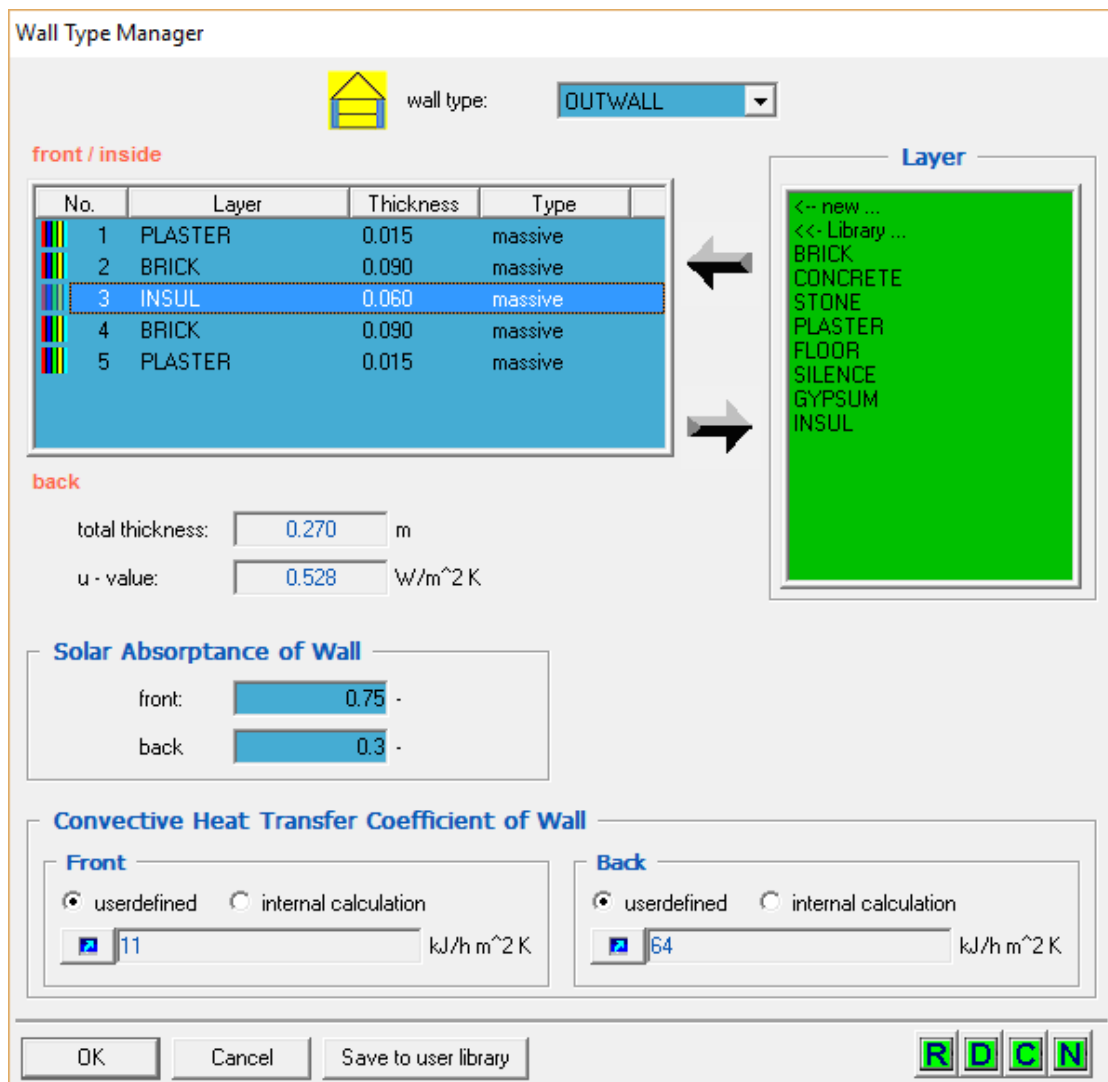 Wall Type Manager
wall type: OUTWALL
front / inside
No. Layer Thickness Type
1 PLASTER 0.015 massive
2 BRICK 0.090 massive
3 INSUL 0.060 massive
4 BRICK 0.090 massive
5 PLASTER 0.015 massive
back
total thickness: 0.270 m
u - value: 0.528 W/m^2 K
Layer
<-- new ...
<<- Library ...
BRICK
CONCRETE
STONE
PLASTER
FLOOR
SILENCE
GYPSUM
INSUL
Solar Absorptance of Wall
front: 0.75 -
back 0.3 -
Convective Heat Transfer Coefficient of Wall
Front
userdefined internal calculation
11 kJ/h m^2 K
Back
userdefined internal calculation
64 kJ/h m^2 K
OK Cancel Save to user library R D C N